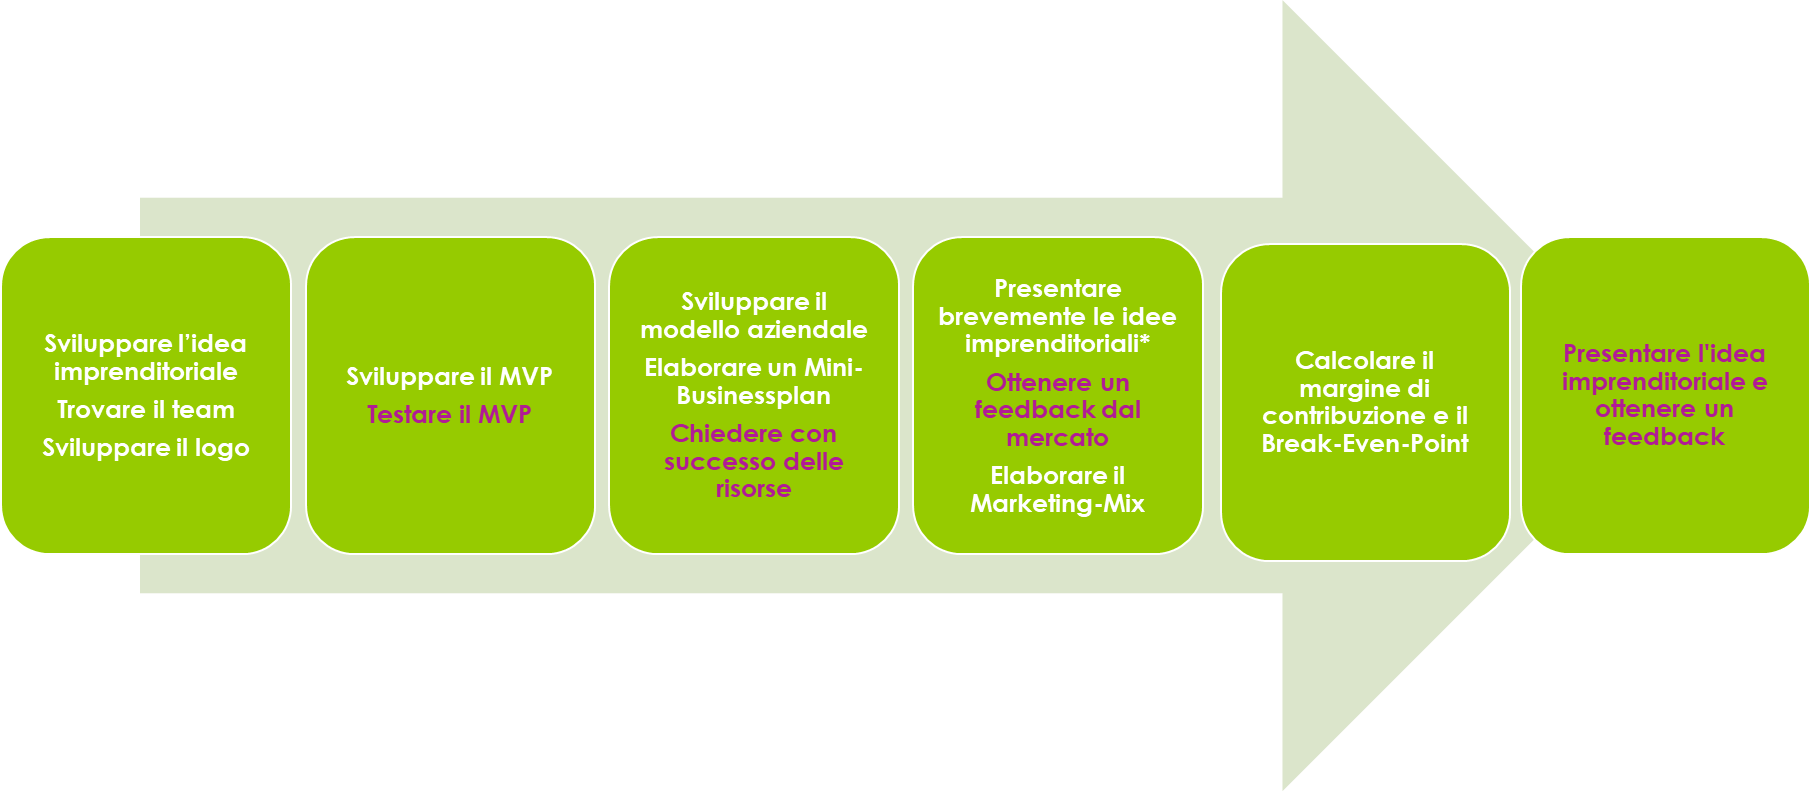 Sviluppare l’idea
imprenditoriale
Trovare il team
Sviluppare il logo
Sviluppare il MVP
Testare il MVP
Sviluppare il
modello aziendale
Elaborare un Mini-
Businessplan
Chiedere con
successo delle
risorse
Presentare
brevemente le idee
imprenditoriali*
Ottenere un
feedback dal
mercato
Elaborare il
Marketing-Mix
Calcolare il
margine di
contribuzione e il
Break-Even-Point
Presentare l'idea
imprenditoriale e
ottenere un
feedback